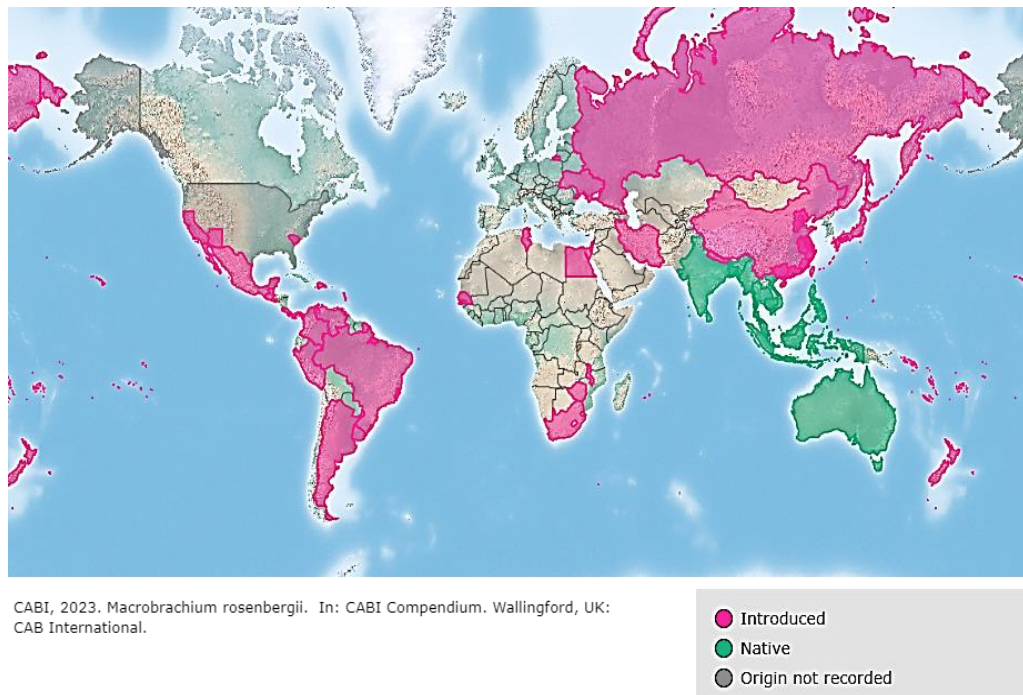 CABI, 2023. Macrobrachium rosenbergii.  In: CABI Compendium. Wallingford, UK:
CAB International.
Introduced
Native
Origin not recorded